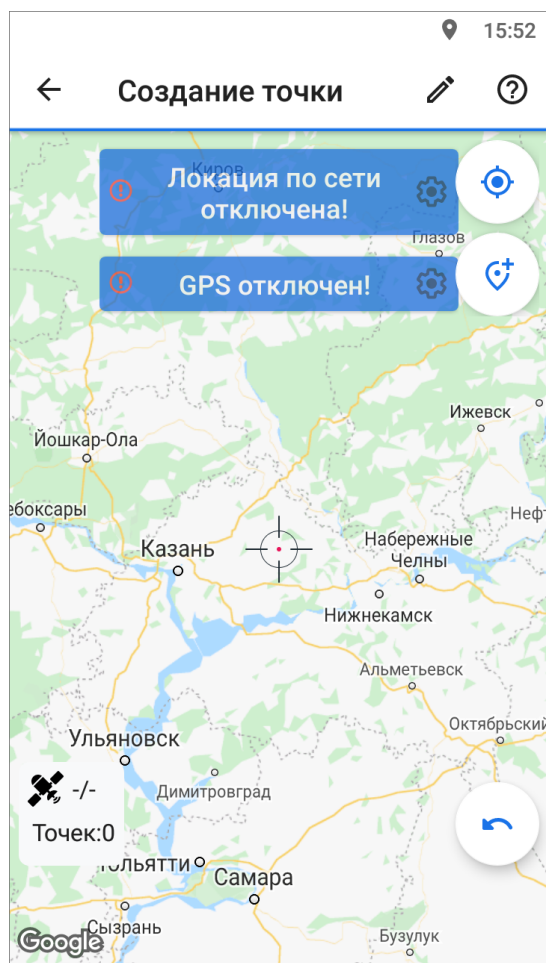 15:52
Создание точки
Киров
Локация по сети
отключена!
Глазов
GPS отключен!
Ижевск
Йошкар-Ола
ебоксары
Нефт
Набережные
Челны
Казань
Нижнекамск
Альметьевск
Октябрьский
Ульяновск
-/-
Димитровград
Точек:0
Тольятти
Самара
Сызрань
Бузулук
Google